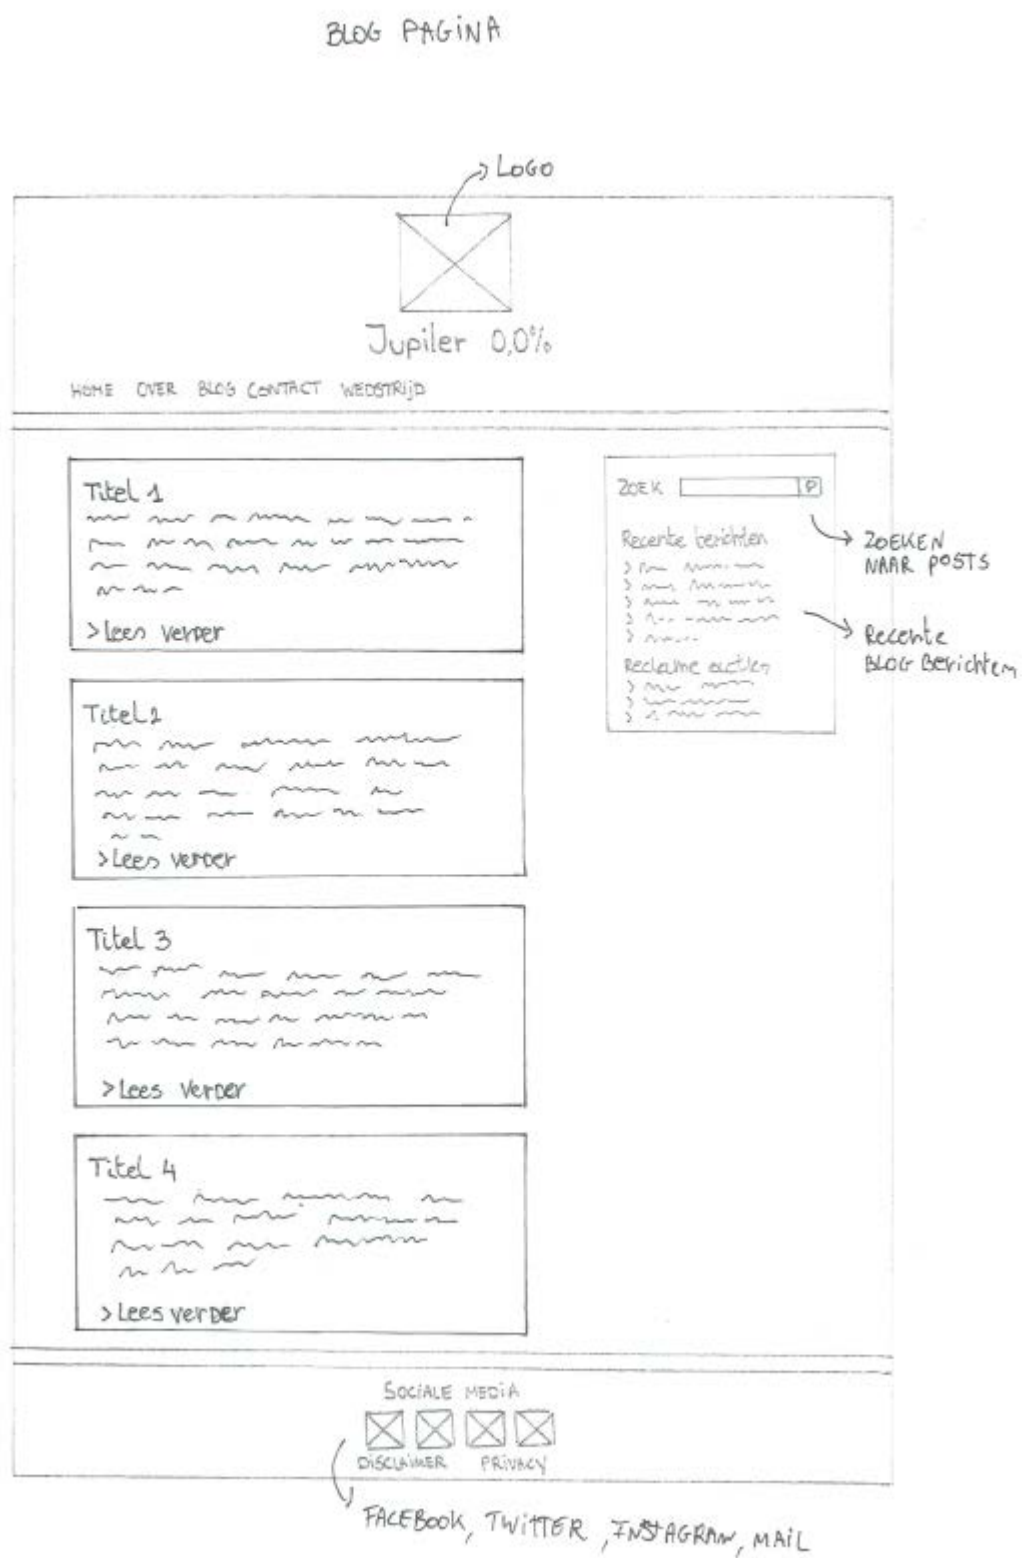 BLOG PAGINA
LOGO
Jupiler 0,0%
HOME OVER BLOG CONTACT WEDSTRIJD
Titel 1
>Lees verder
Titel 2
>Lees verder
Titel 3
>Lees verder
Titel 4
>Lees verder
ZOEK
Recente berichten
Reclame acties
ZOEKEN
NAAR POSTS
Recente
BLOG Berichten
SOCIALE MEDIA
DISCLAIMER PRIVACY
FACEBOOK, TWITTER, INSTAGRAM, MAIL